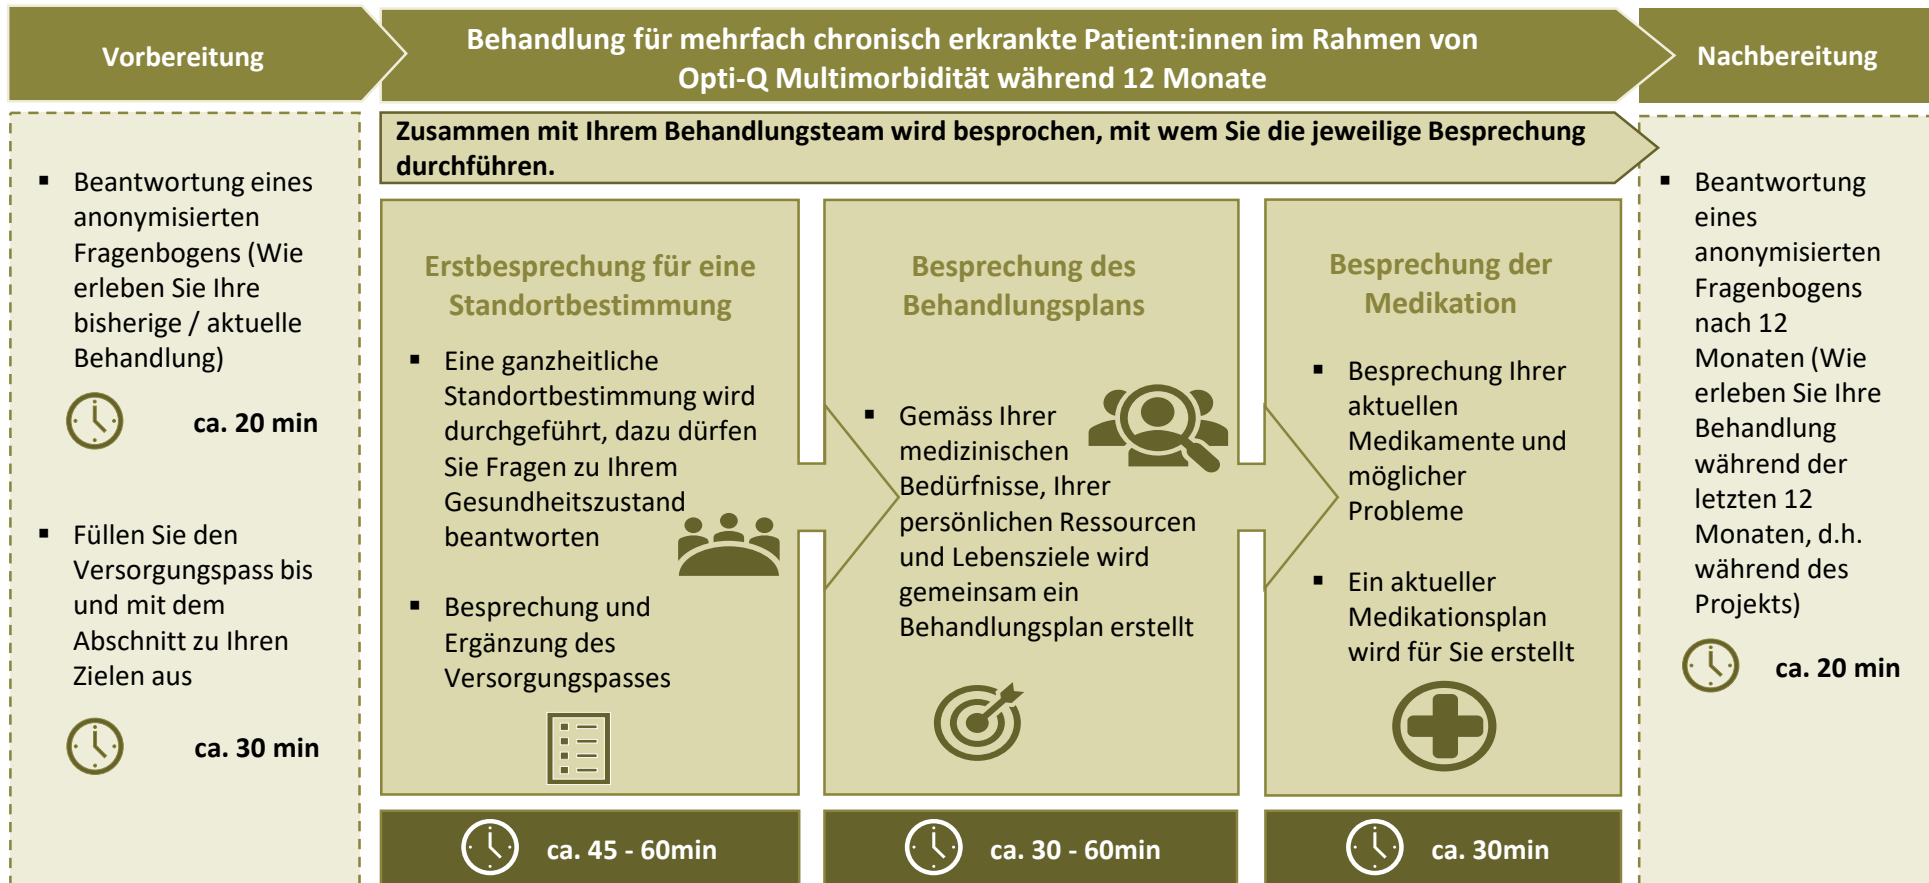 Vorbereitung
Behandlung für mehrfach chronisch erkrankte Patient:innen im Rahmen von
Opti-Q Multimorbidität während 12 Monate
Nachbereitung
Zusammen mit Ihrem Behandlungsteam wird besprochen, mit wem Sie die jeweilige Besprechung
durchführen.
▪ Beantwortung eines
anonymisierten
Fragenbogens (Wie
erleben Sie Ihre
bisherige / aktuelle
Behandlung)
ca. 20 min
▪ Füllen Sie den
Versorgungspass bis
und mit dem
Abschnitt zu Ihren
Zielen aus
ca. 30 min
Erstbesprechung für eine
Standortbestimmung
▪ Eine ganzheitliche
Standortbestimmung wird
durchgeführt, dazu dürfen
Sie Fragen zu Ihrem
Gesundheitszustand
beantworten
▪ Besprechung und
Ergänzung des
Versorgungspasses
ca. 45 - 60min
Besprechung des
Behandlungsplans
▪ Gemäss Ihrer
medizinischen
Bedürfnisse, Ihrer
persönlichen Ressourcen
und Lebensziele wird
gemeinsam ein
Behandlungsplan erstellt
ca. 30 - 60min
Besprechung der
Medikation
▪ Besprechung Ihrer
aktuellen
Medikamente und
möglicher
Probleme
▪ Ein aktueller
Medikationsplan
wird für Sie erstellt
ca. 30min
▪ Beantwortung
eines
anonymisierten
Fragenbogens
nach 12
Monaten (Wie
erleben Sie Ihre
Behandlung
während der
letzten 12
Monaten, d.h.
während des
Projekts)
ca. 20 min